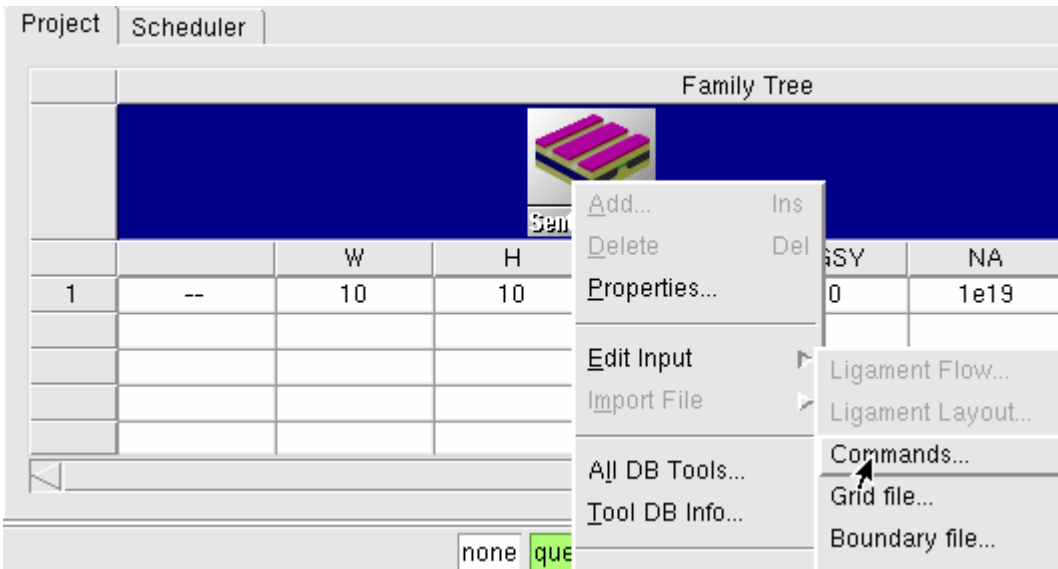 Project Scheduler
Family Tree
Add... Ins
Delete Del
Properties...
W H NA
1 -- 10 10 0 1e19
Edit Input
Import File
All DB Tools...
Tool DB Info...
Ligament Flow...
Ligament Layout...
Commands...
Grid file...
Boundary file...
none